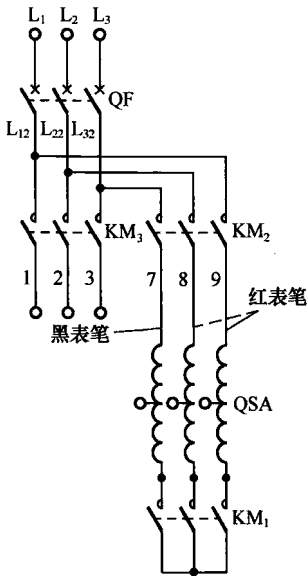 L₁ L₂ L₃
QF
L₁₂ L₂₂ L₃₂
KM₃ KM₂
1 2 3 7 8 9
黑表笔 红表笔
QSA
KM₁